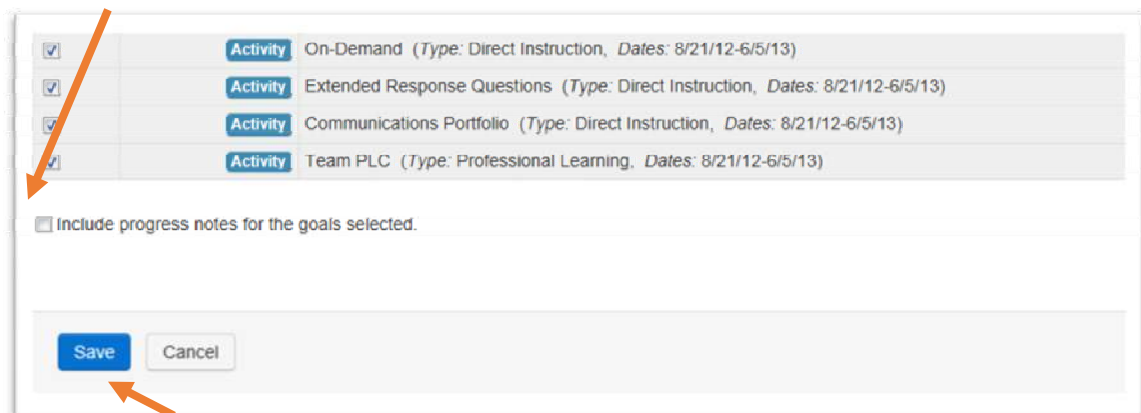 Activity On-Demand (Type: Direct Instruction, Dates: 8/21/12-6/5/13)
Activity Extended Response Questions (Type: Direct Instruction, Dates: 8/21/12-6/5/13)
Activity Communications Portfolio (Type: Direct Instruction, Dates: 8/21/12-6/5/13)
Activity Team PLC (Type: Professional Learning, Dates: 8/21/12-6/5/13)
Include progress notes for the goals selected.
Save Cancel